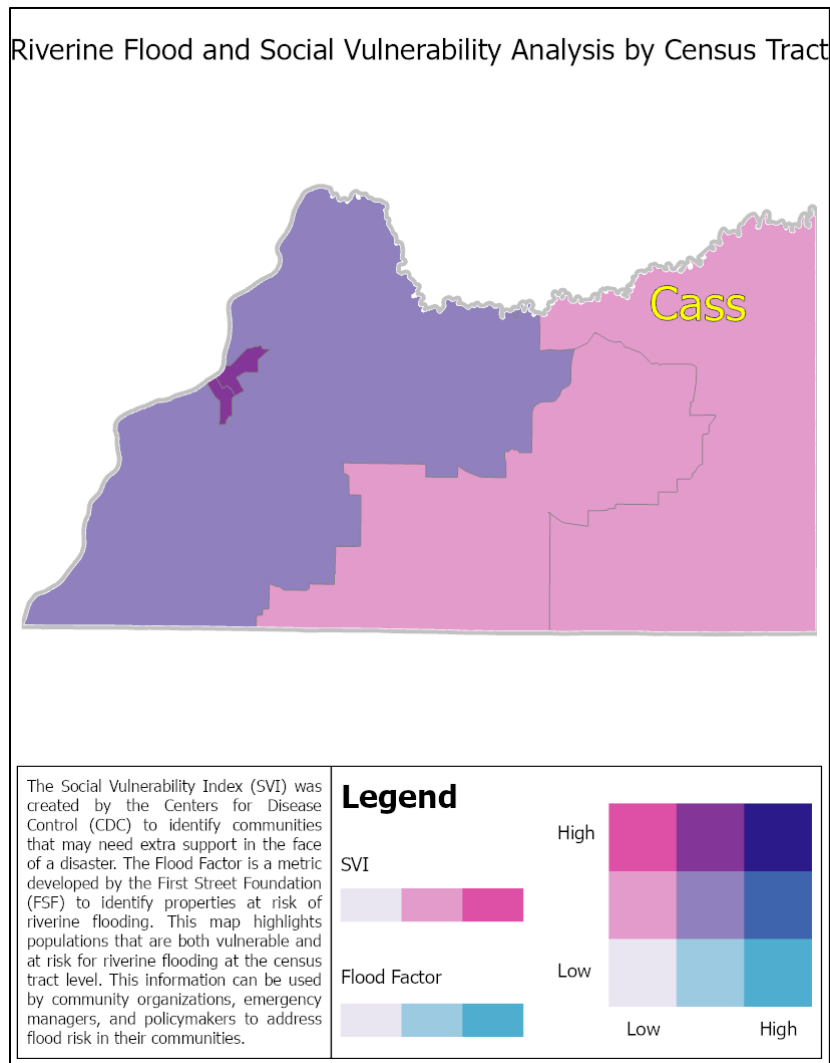 Riverine Flood and Social Vulnerability Analysis by Census Tract
Cass
The Social Vulnerability Index (SVI) was
created by the Centers for Disease
Control (CDC) to identify communities
that may need extra support in the face
of a disaster. The Flood Factor is a metric
developed by the First Street Foundation
(FSF) to identify properties at risk of
riverine flooding. This map highlights
populations that are both vulnerable and
at risk for riverine flooding at the census
tract level. This information can be used
by community organizations, emergency
managers, and policymakers to address
flood risk in their communities.
Legend
SVI
Flood Factor
High
Low
Low
High